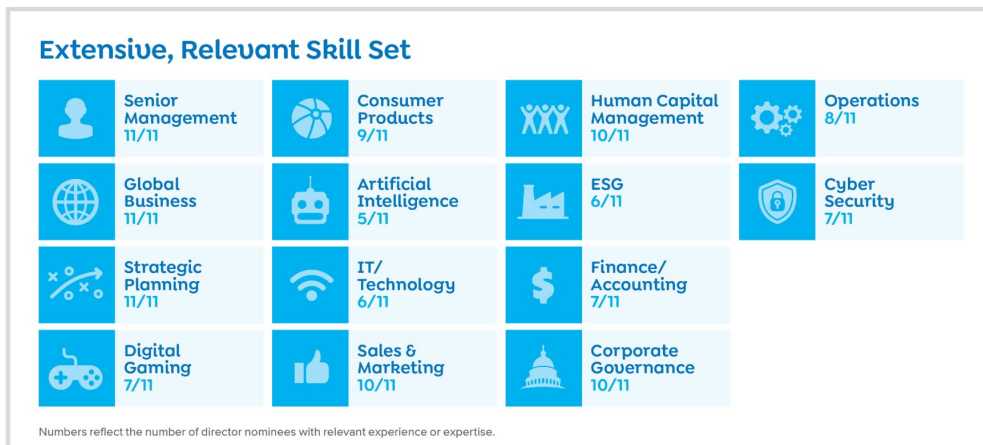 Extensive, Relevant Skill Set
Senior
Management
11/11
Consumer
Products
9/11
Human Capital
Management
10/11
Operations
8/11
Global
Business
11/11
Artificial
Intelligence
5/11
ESG
6/11
Cyber
Security
7/11
Strategic
Planning
11/11
IT/
Technology
6/11
Finance/
Accounting
7/11
Digital
Gaming
7/11
Sales &
Marketing
10/11
Corporate
Governance
10/11
Numbers reflect the number of director nominees with relevant experience or expertise.